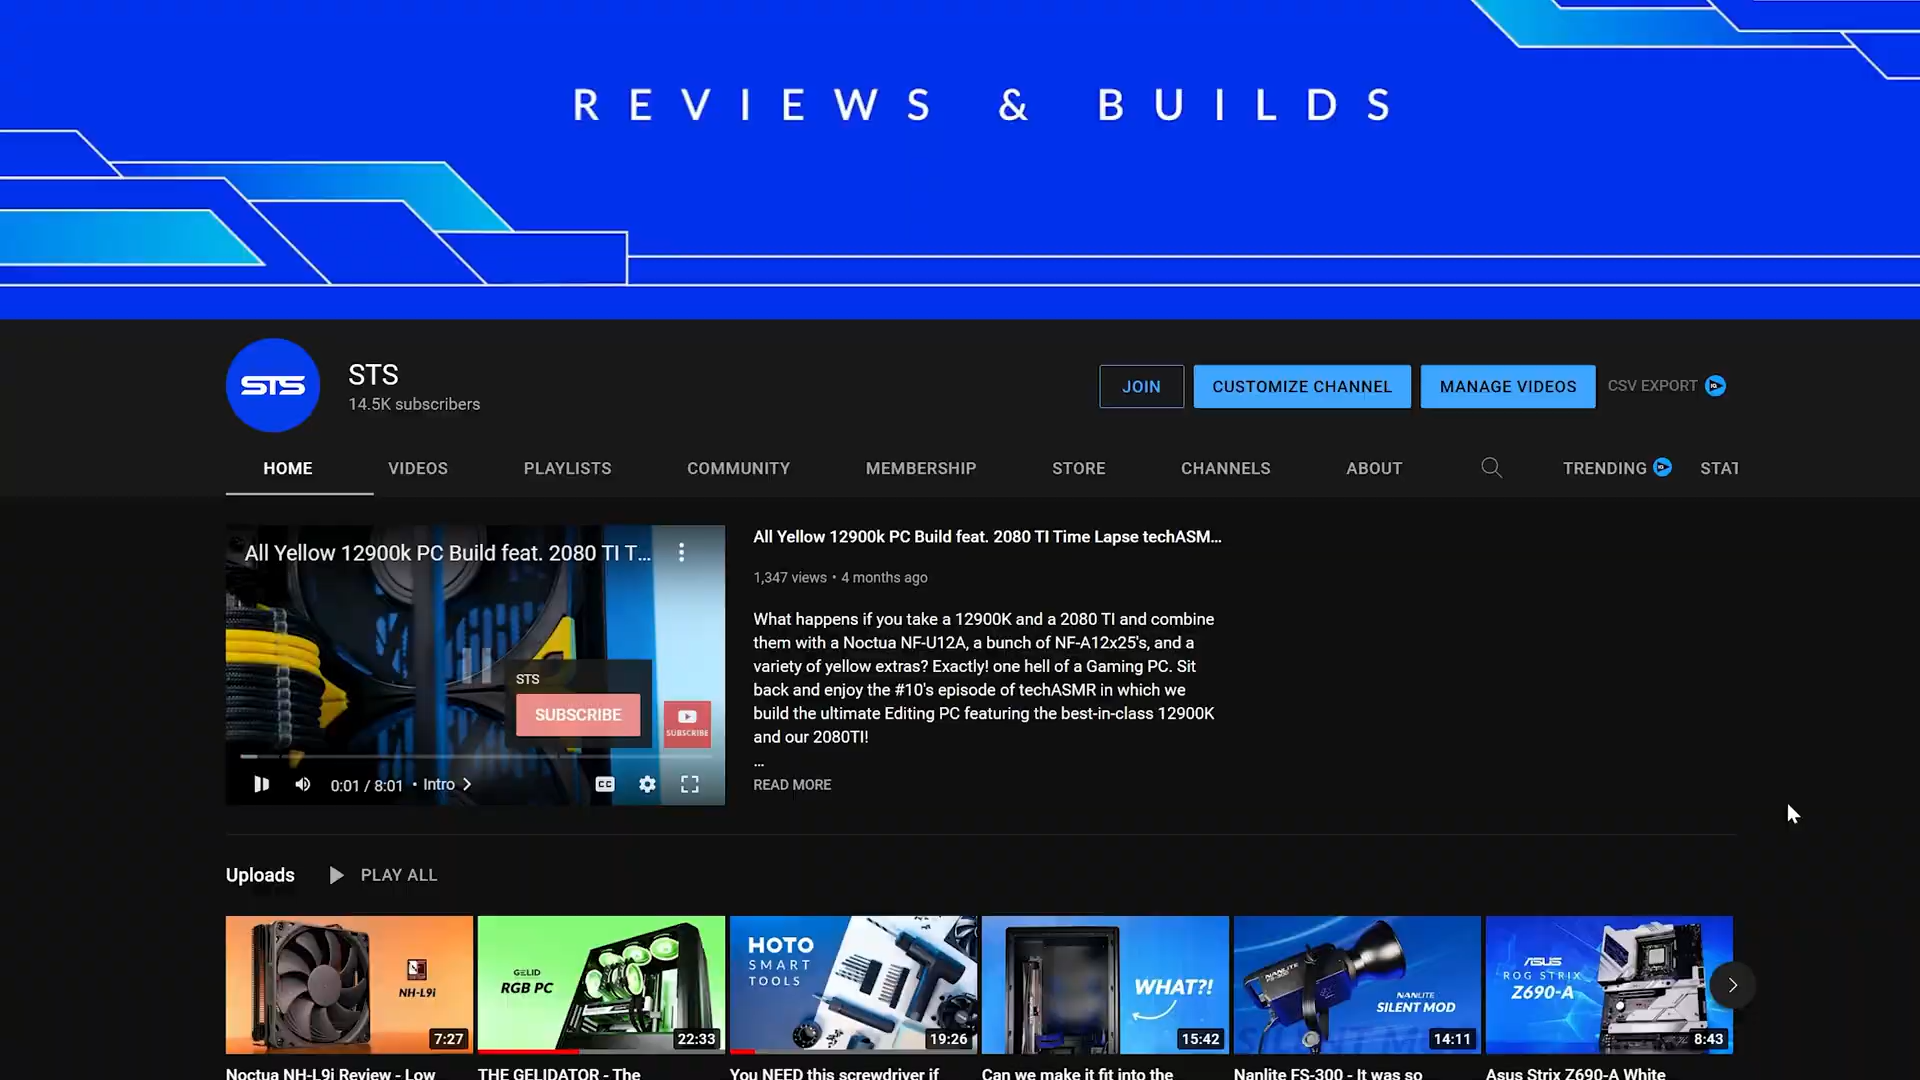 REVIEWS & BUILDS
STS
STS
14.5K subscribers
JOIN
CUSTOMIZE CHANNEL
MANAGE VIDEOS
CSV EXPORT
HOME
VIDEOS
PLAYLISTS
COMMUNITY
MEMBERSHIP
STORE
CHANNELS
ABOUT
TRENDING
STAT
All Yellow 12900k PC Build feat. 2080 TI T...
STS
SUBSCRIBE
SUBSCRIBE
0:01 / 8:01 • Intro
CC
All Yellow 12900k PC Build feat. 2080 TI Time Lapse techASM...
1,347 views • 4 months ago
What happens if you take a 12900K and a 2080 TI and combine
them with a Noctua NF-U12A, a bunch of NF-A12x25's, and a
variety of yellow extras? Exactly! one hell of a Gaming PC. Sit
back and enjoy the #10's episode of techASMR in which we
build the ultimate Editing PC featuring the best-in-class 12900K
and our 2080TI!
...
READ MORE
Uploads
PLAY ALL
NH-L9i
7:27
GELID
RGB PC
22:33
HOTO
SMART
TOOLS
19:26
WHAT?!
15:42
NANLITE
NANLITE
SILENT MOD
14:11
ASUS
ROG STRIX
Z690-A
8:43
Noctua NH-L9i Review - Low
THE GELIDATOR - The
You NEED this screwdriver if
Can we make it fit into the
Nanlite FS-300 - It was so
Asus Strix Z690-A White